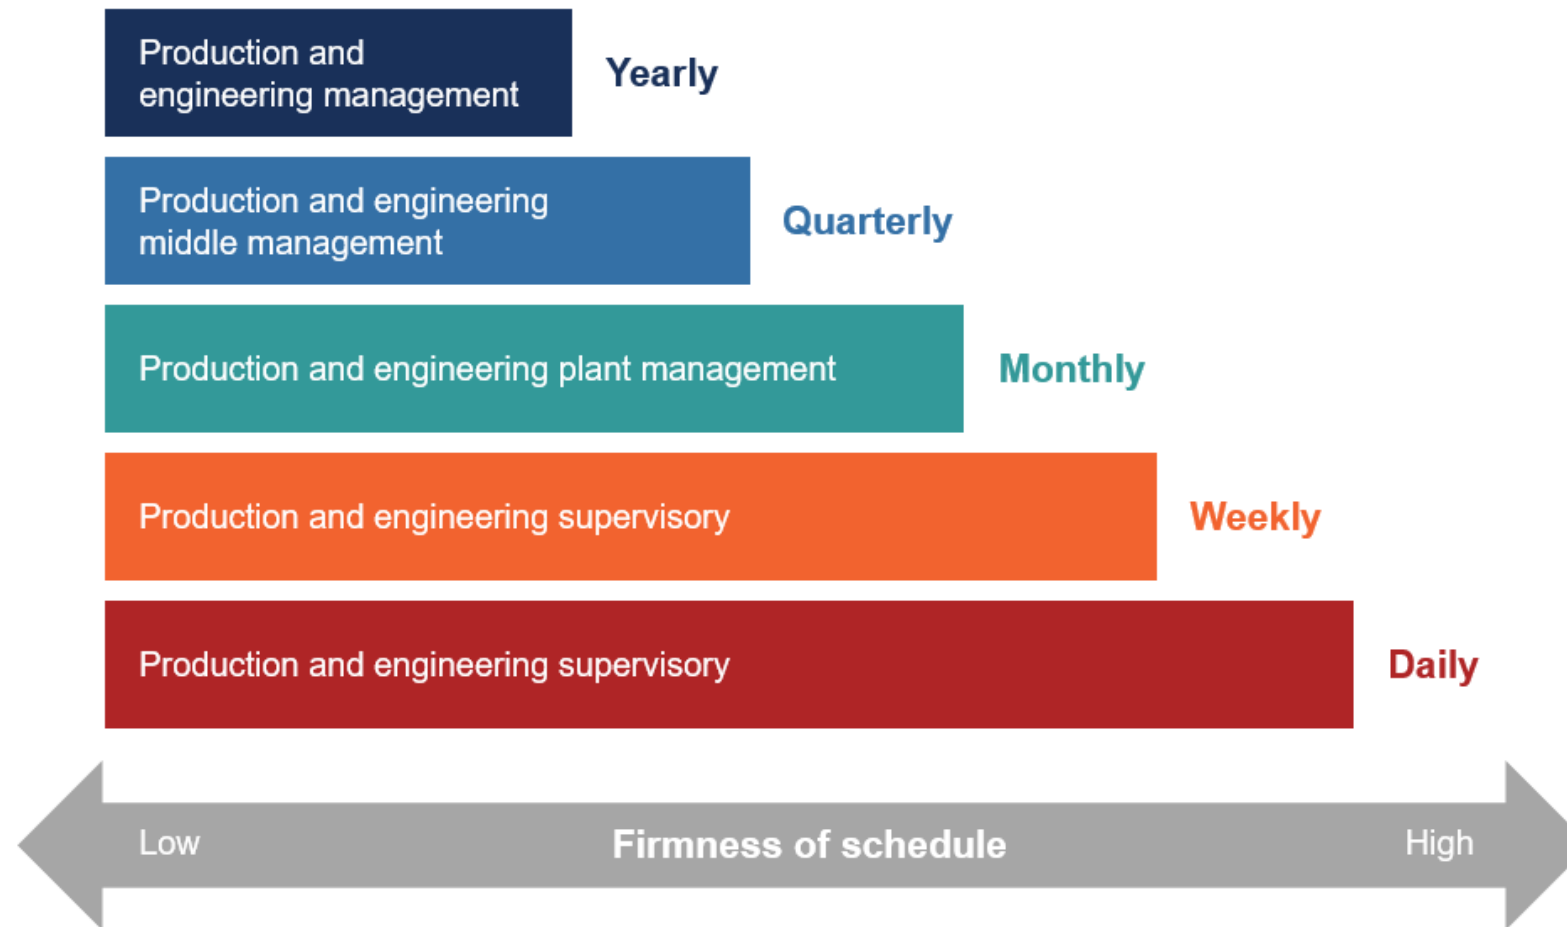 Production and
engineering management
Yearly
Production and engineering
middle management
Quarterly
Production and engineering plant management
Monthly
Production and engineering supervisory
Weekly
Production and engineering supervisory
Daily
Low
Firmness of schedule
High